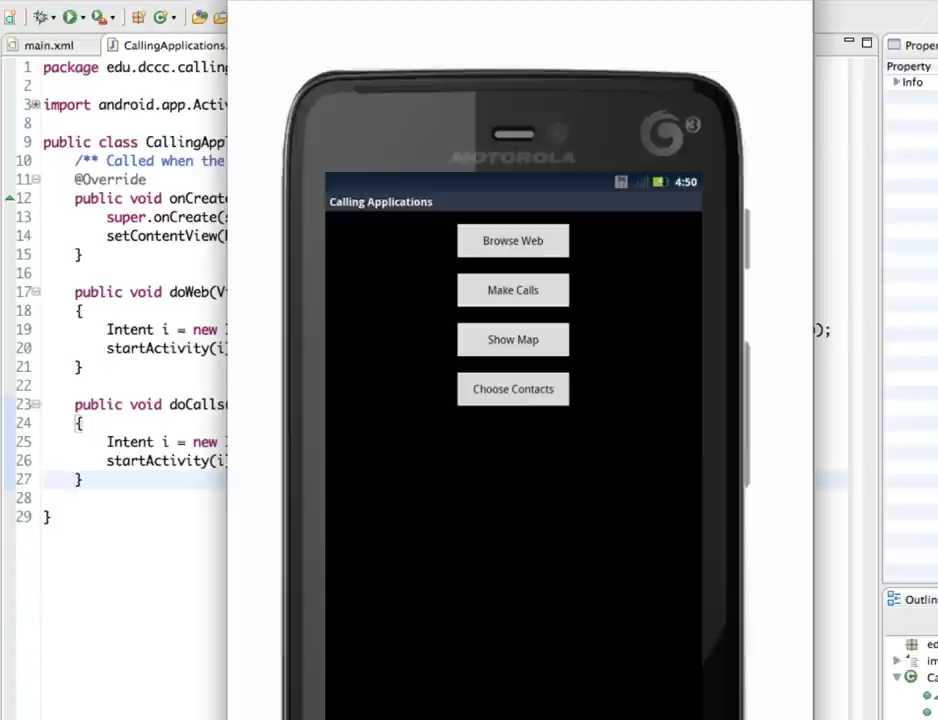 main.xml
CallingApplications.
Property
Info
1 package edu.dccc.calling
2
3 import android.app.Acti
8
9 public class CallingAppl
10 /** Called when the
11 @Override
12 public void onCreate
13 super.onCreate(
14 setContentView(
15 }
16
17 public void doWeb(V
18 {
19 Intent i = new
);
20 startActivity(i
21 }
22
23 public void doCalls
24 {
25 Intent i = new
26 startActivity(i
27 }
28
29 }
3
MOTOROLA
4:50
Calling Applications
Browse Web
Make Calls
Show Map
Choose Contacts
Outlin
ed
im
Ca